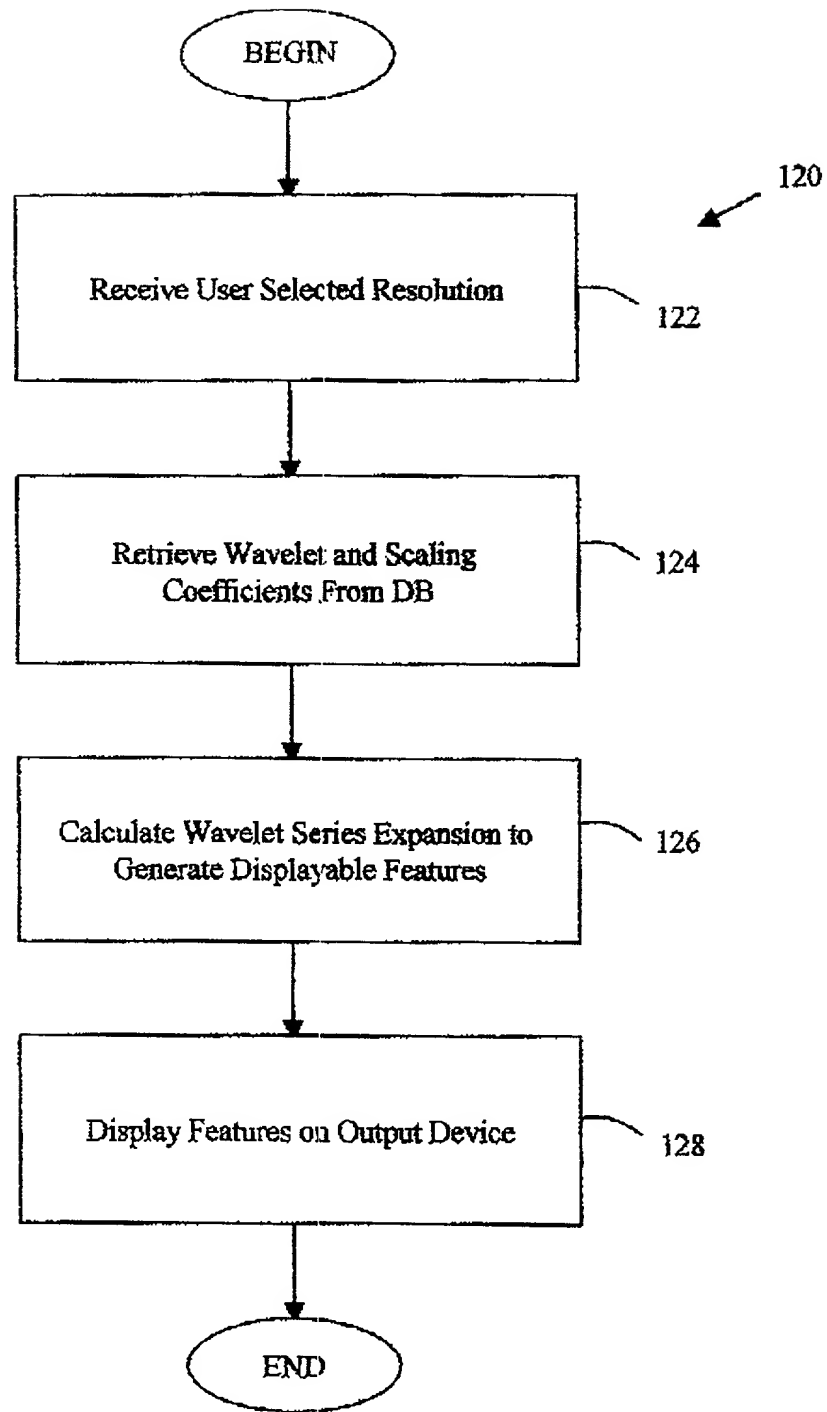 BEGIN
120
Receive User Selected Resolution
122
Retrieve Wavelet and Scaling
Coefficients From DB
124
Calculate Wavelet Series Expansion to
Generate Displayable Features
126
Display Features on Output Device
128
END